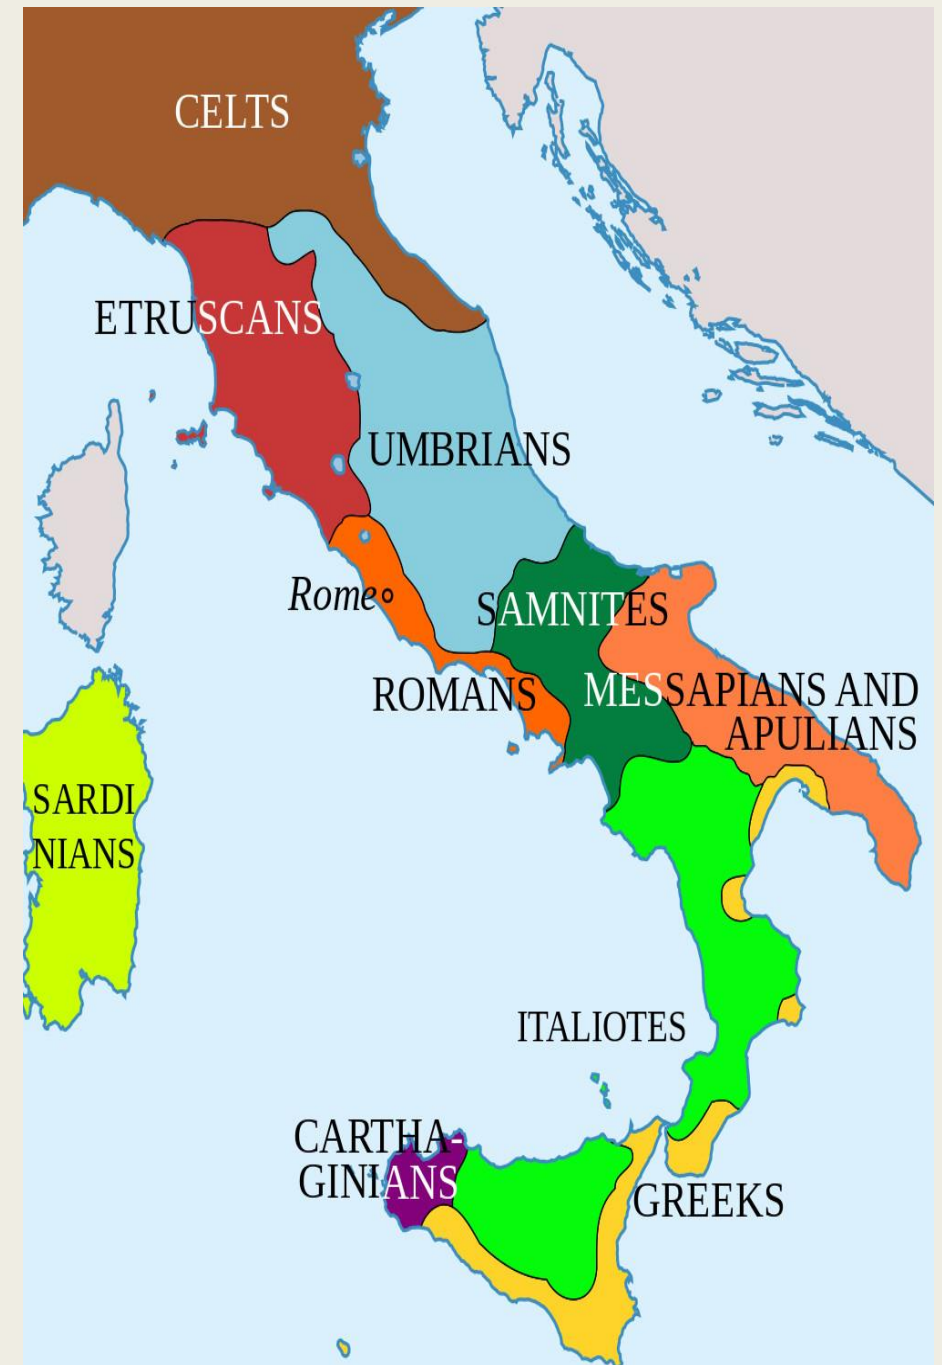 CELTS
ETRUSCANS
UMBRIANS
Rome
SAMNITES
ROMANS
MESSAPIANS AND
APULIANS
SARDI
NIANS
ITALIOTES
CARTHA-
GINIANS
GREEKS